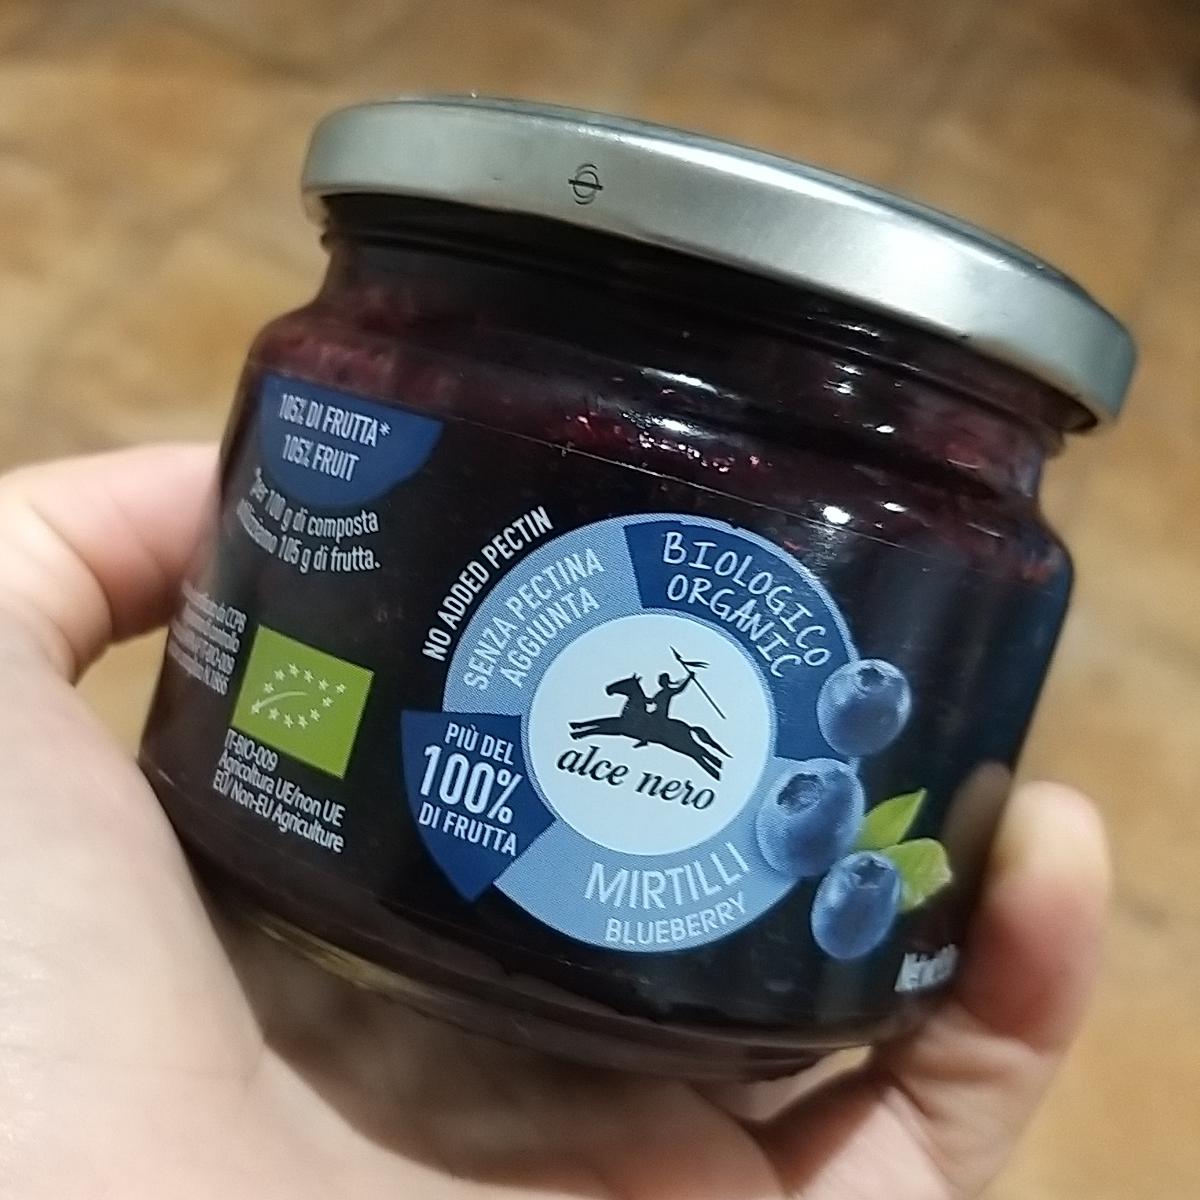 105% DI FRUTTA*
105% FRUIT
*per 100 g di composta
utilizziamo 105 g di frutta.
IT-BIO-009
Agricoltura UE/non UE
EU/ Non-EU Agriculture
NO ADDED PECTIN
SENZA PECTINA
AGGIUNTA
BIOLOGICO
ORGANIC
PIÙ DEL
100%
DI FRUTTA
alce nero
MIRTILLI
BLUEBERRY